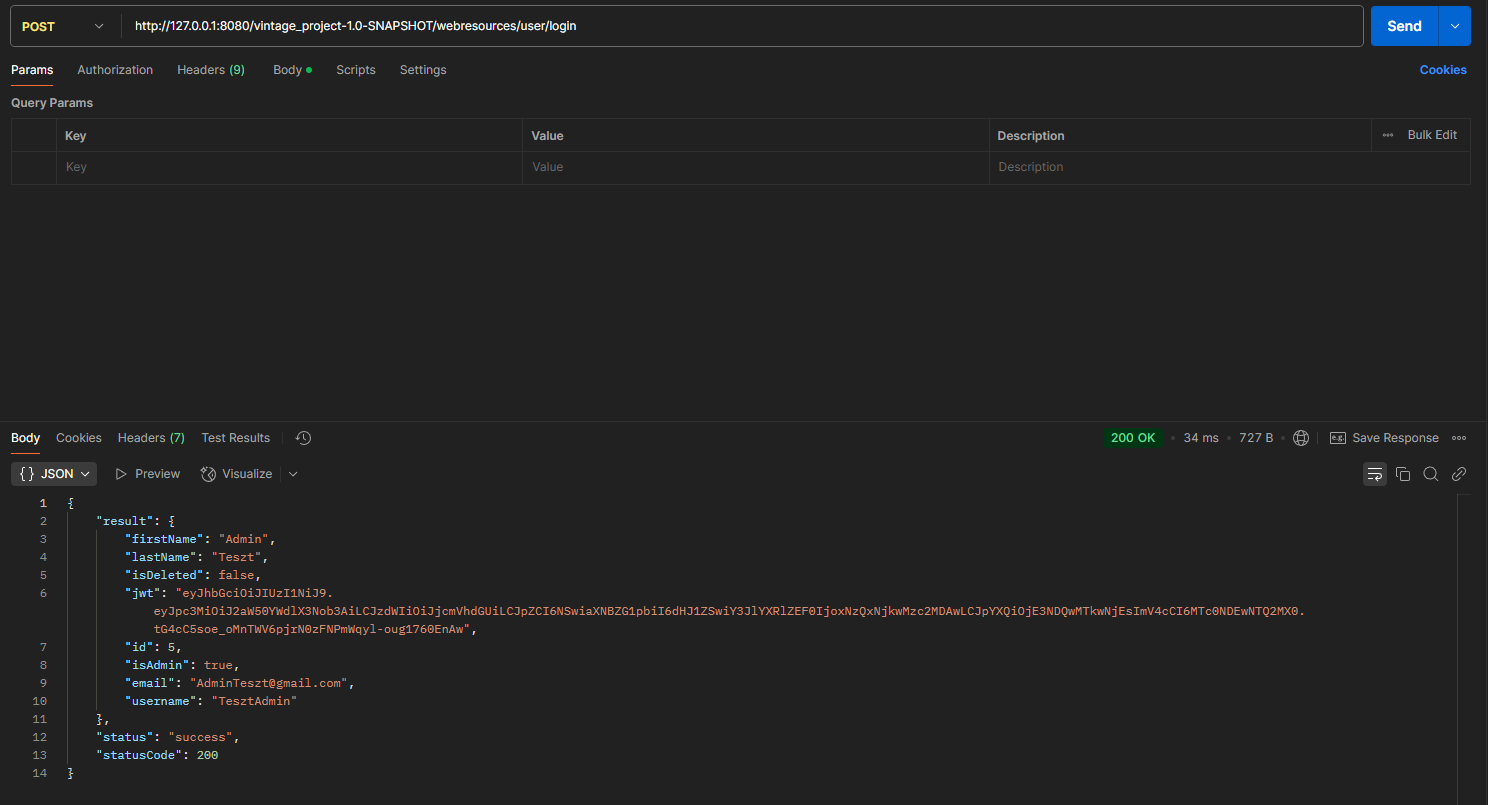 POST http://127.0.0.1:8080/vintage_project-1.0-SNAPSHOT/webresources/user/login Send
Params Authorization Headers (9) Body Scripts Settings Cookies
Query Params
Key Value Description Bulk Edit
Key Value Description
Body Cookies Headers (7) Test Results 200 OK 34 ms 727 B Save Response
{} JSON Preview Visualize
1 {
2 "result": {
3 "firstName": "Admin",
4 "lastName": "Teszt",
5 "isDeleted": false,
6 "jwt": "eyJhbGciOiJIUzI1NiJ9.
eyJpc3MiOiJ2aW50YWdlX3Nob3AiLCJzdWIiOiJjcmVhdGUiLCJpZCI6NSwiaXNBZG1pbiI6dHJ1ZSwiY3JlYXRlZEF0IjoxNzQxNjkwMzc2MDAwLCJpYXQiOjE3NDQwMTkwNjEsImV4cCI6MTc0NDEwNTQ2MX0.
tG4cC5soe_oMnTWV6pjrN0zFNPmWqyl-oug1760EnAw",
7 "id": 5,
8 "isAdmin": true,
9 "email": "AdminTeszt@gmail.com",
10 "username": "TesztAdmin"
11 },
12 "status": "success",
13 "statusCode": 200
14 }